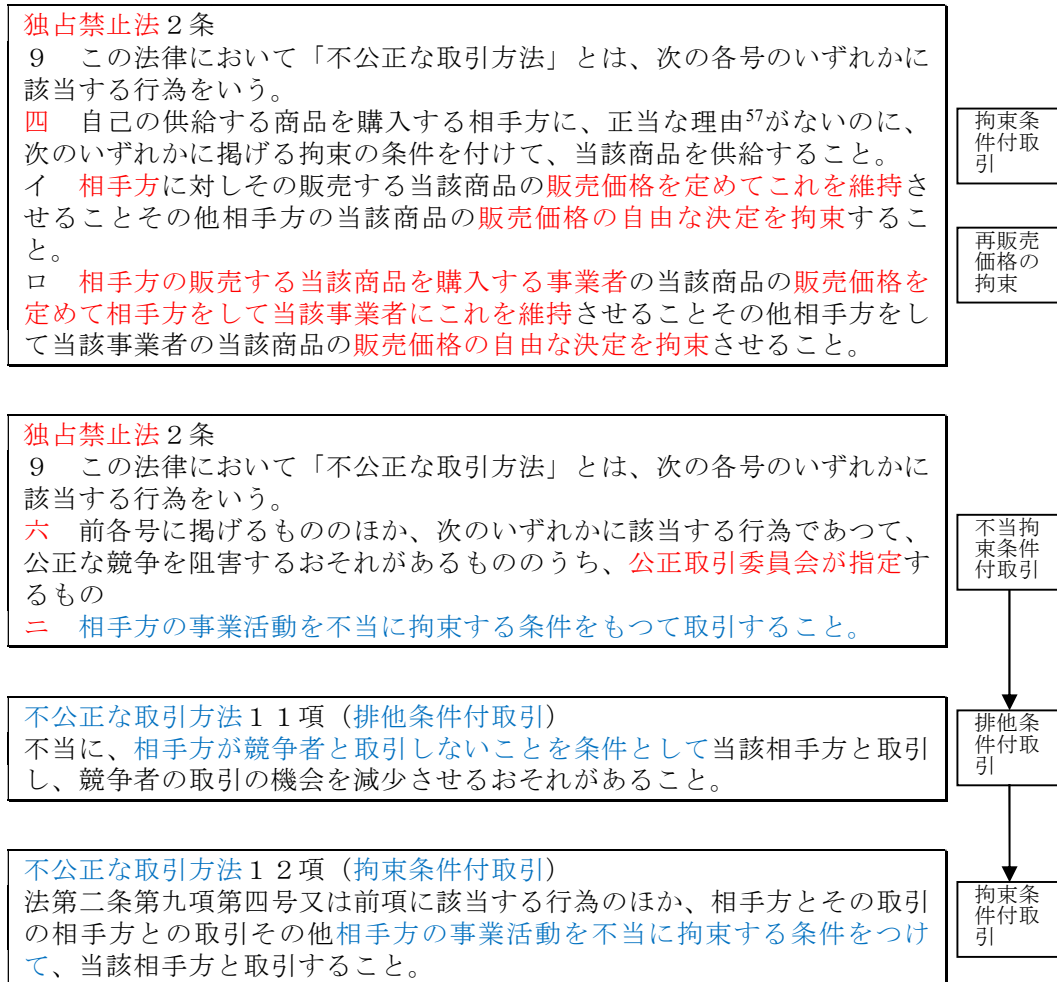 独占禁止法２条
９　この法律において「不公正な取引方法」とは、次の各号のいずれかに
該当する行為をいう。
四　自己の供給する商品を購入する相手方に、正当な理由57がないのに、
次のいずれかに掲げる拘束の条件を付けて、当該商品を供給すること。
イ　相手方に対しその販売する当該商品の販売価格を定めてこれを維持さ
せることその他相手方の当該商品の販売価格の自由な決定を拘束するこ
と。
ロ　相手方の販売する当該商品を購入する事業者の当該商品の販売価格を
定めて相手方をして当該事業者にこれを維持させることその他相手方をし
て当該事業者の当該商品の販売価格の自由な決定を拘束させること。
拘束条
件付取
引
再販売
価格の
拘束
独占禁止法２条
９　この法律において「不公正な取引方法」とは、次の各号のいずれかに
該当する行為をいう。
六　前各号に掲げるもののほか、次のいずれかに該当する行為であつて、
公正な競争を阻害するおそれがあるもののうち、公正取引委員会が指定す
るもの
ニ　相手方の事業活動を不当に拘束する条件をもつて取引すること。
不当拘
束条件
付取引
不公正な取引方法１１項（排他条件付取引）
不当に、相手方が競争者と取引しないことを条件として当該相手方と取引
し、競争者の取引の機会を減少させるおそれがあること。
排他条
件付取
引
不公正な取引方法１２項（拘束条件付取引）
法第二条第九項第四号又は前項に該当する行為のほか、相手方とその取引
の相手方との取引その他相手方の事業活動を不当に拘束する条件をつけ
て、当該相手方と取引すること。
拘束条
件付取
引